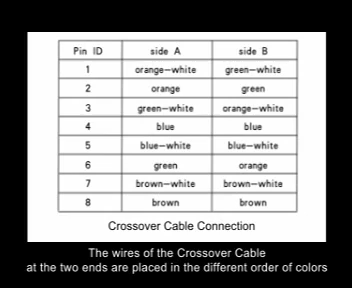 Pin ID side A side B
1 orange-white green-white
2 orange green
3 green-white orange-white
4 blue blue
5 blue-white blue-white
6 green orange
7 brown-white brown-white
8 brown brown
Crossover Cable Connection
The wires of the Crossover Cable
at the two ends are placed in the different order of colors